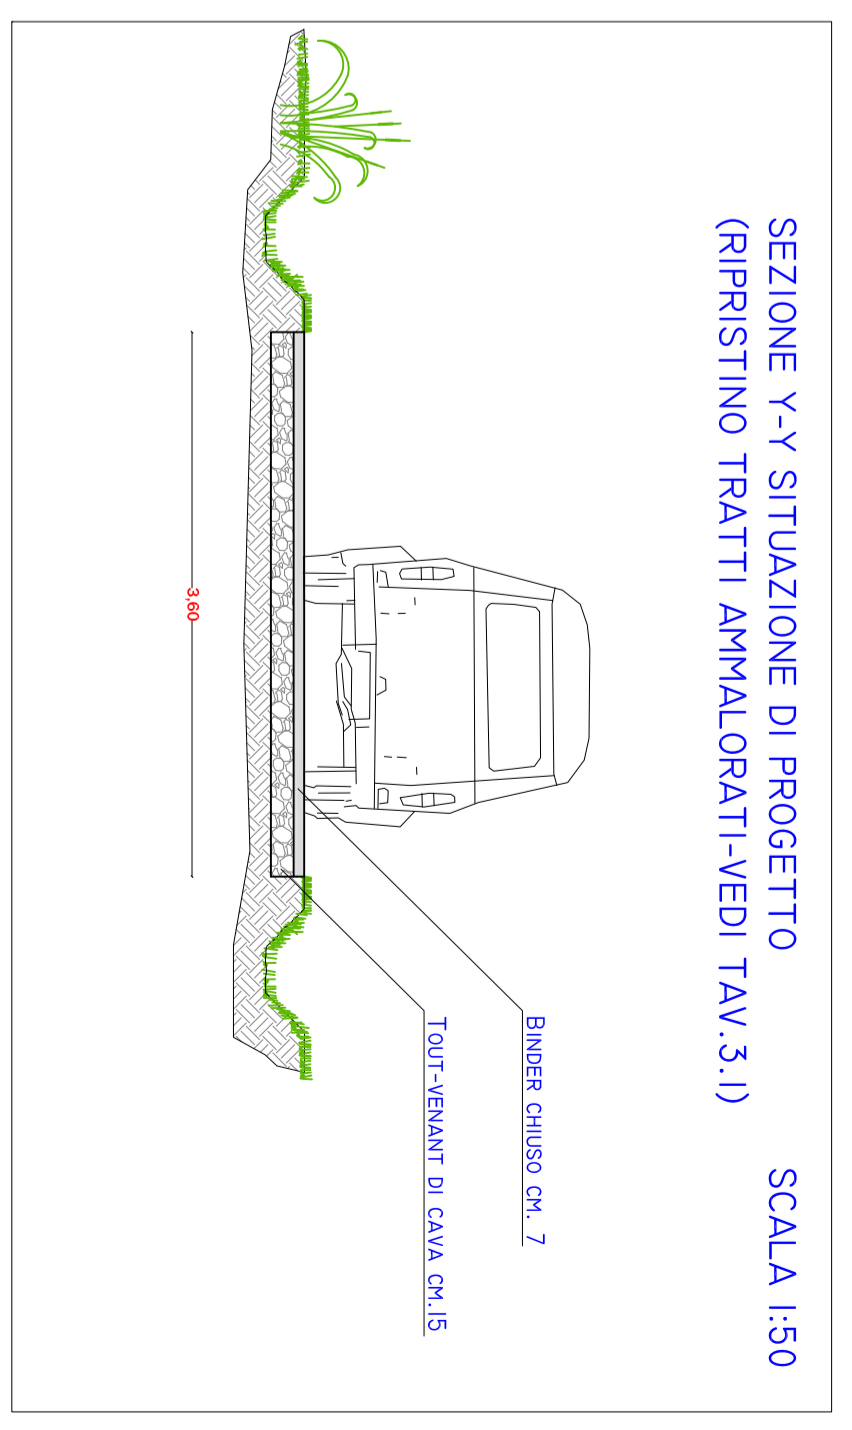 SEZIONE Y-Y SITUAZIONE DI PROGETTO SCALA 1:50
(RIPRISTINO TRATTI AMMALORATI-VEDI TAV.3.1)
BINDER CHIUSO CM. 7
TOUT-VENANT DI CAVA CM.15
3,60